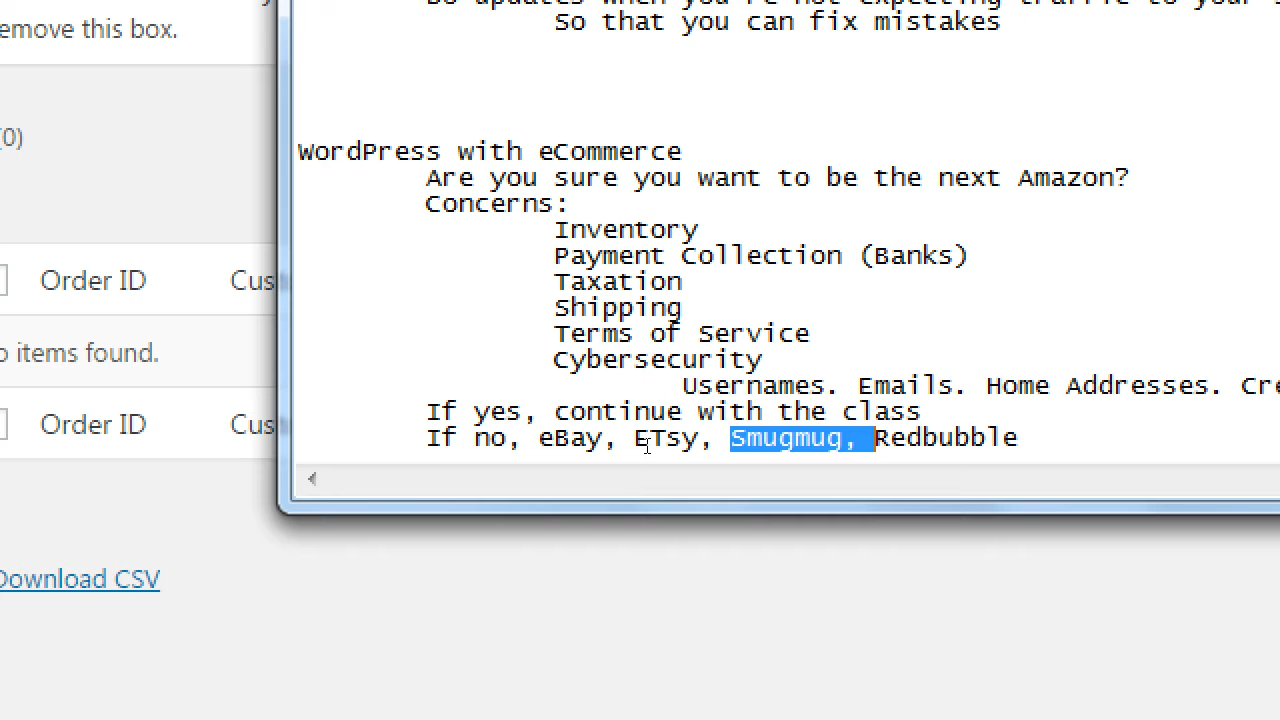 So that you can fix mistakes
emove this box.
(0)
WordPress with eCommerce
Are you sure you want to be the next Amazon?
Concerns:
Inventory
Payment Collection (Banks)
Taxation
Order ID
Shipping
Terms of Service
items found.
Cybersecurity
Usernames. Emails. Home Addresses.
If yes, continue with the class
Order ID
If no, eBay, ETsy, Smugmug, Redbubble
Download CSV